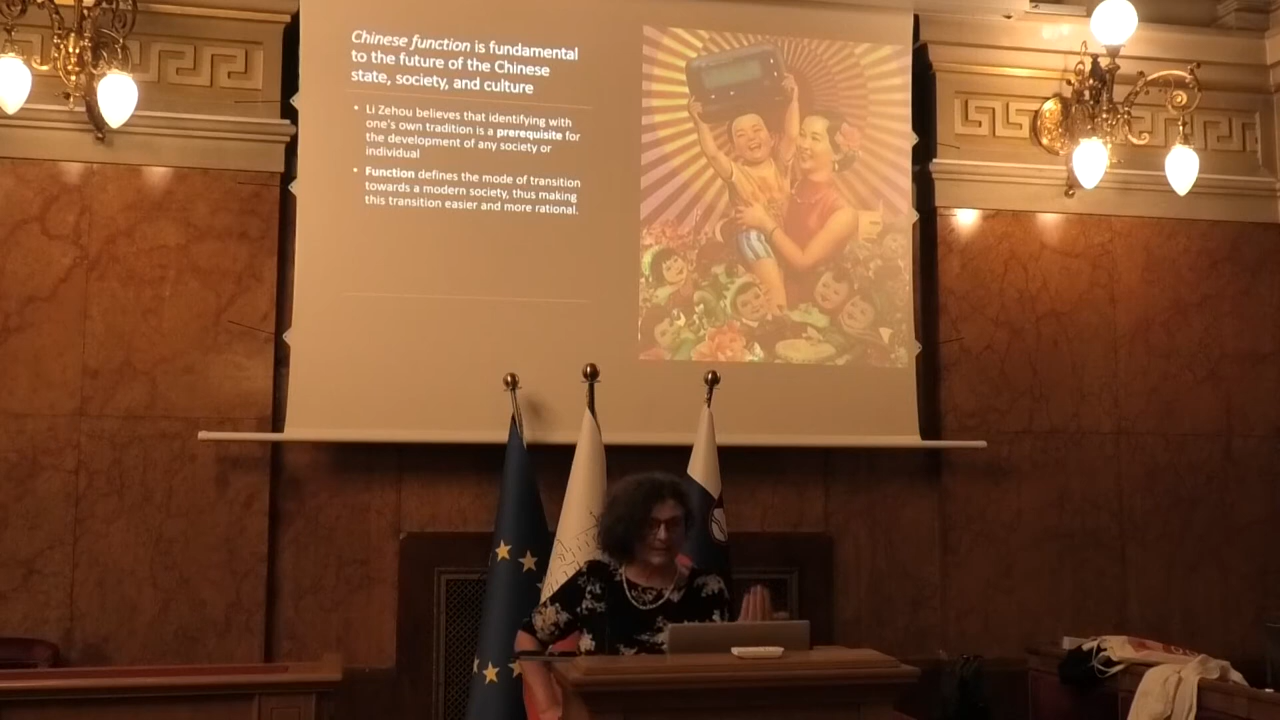 Chinese function is fundamental
to the future of the Chinese
state, society, and culture
• Li Zehou believes that identifying with
one's own tradition is a prerequisite for
the development of any society or
individual
• Function defines the mode of transition
towards a modern society, thus making
this transition easier and more rational.